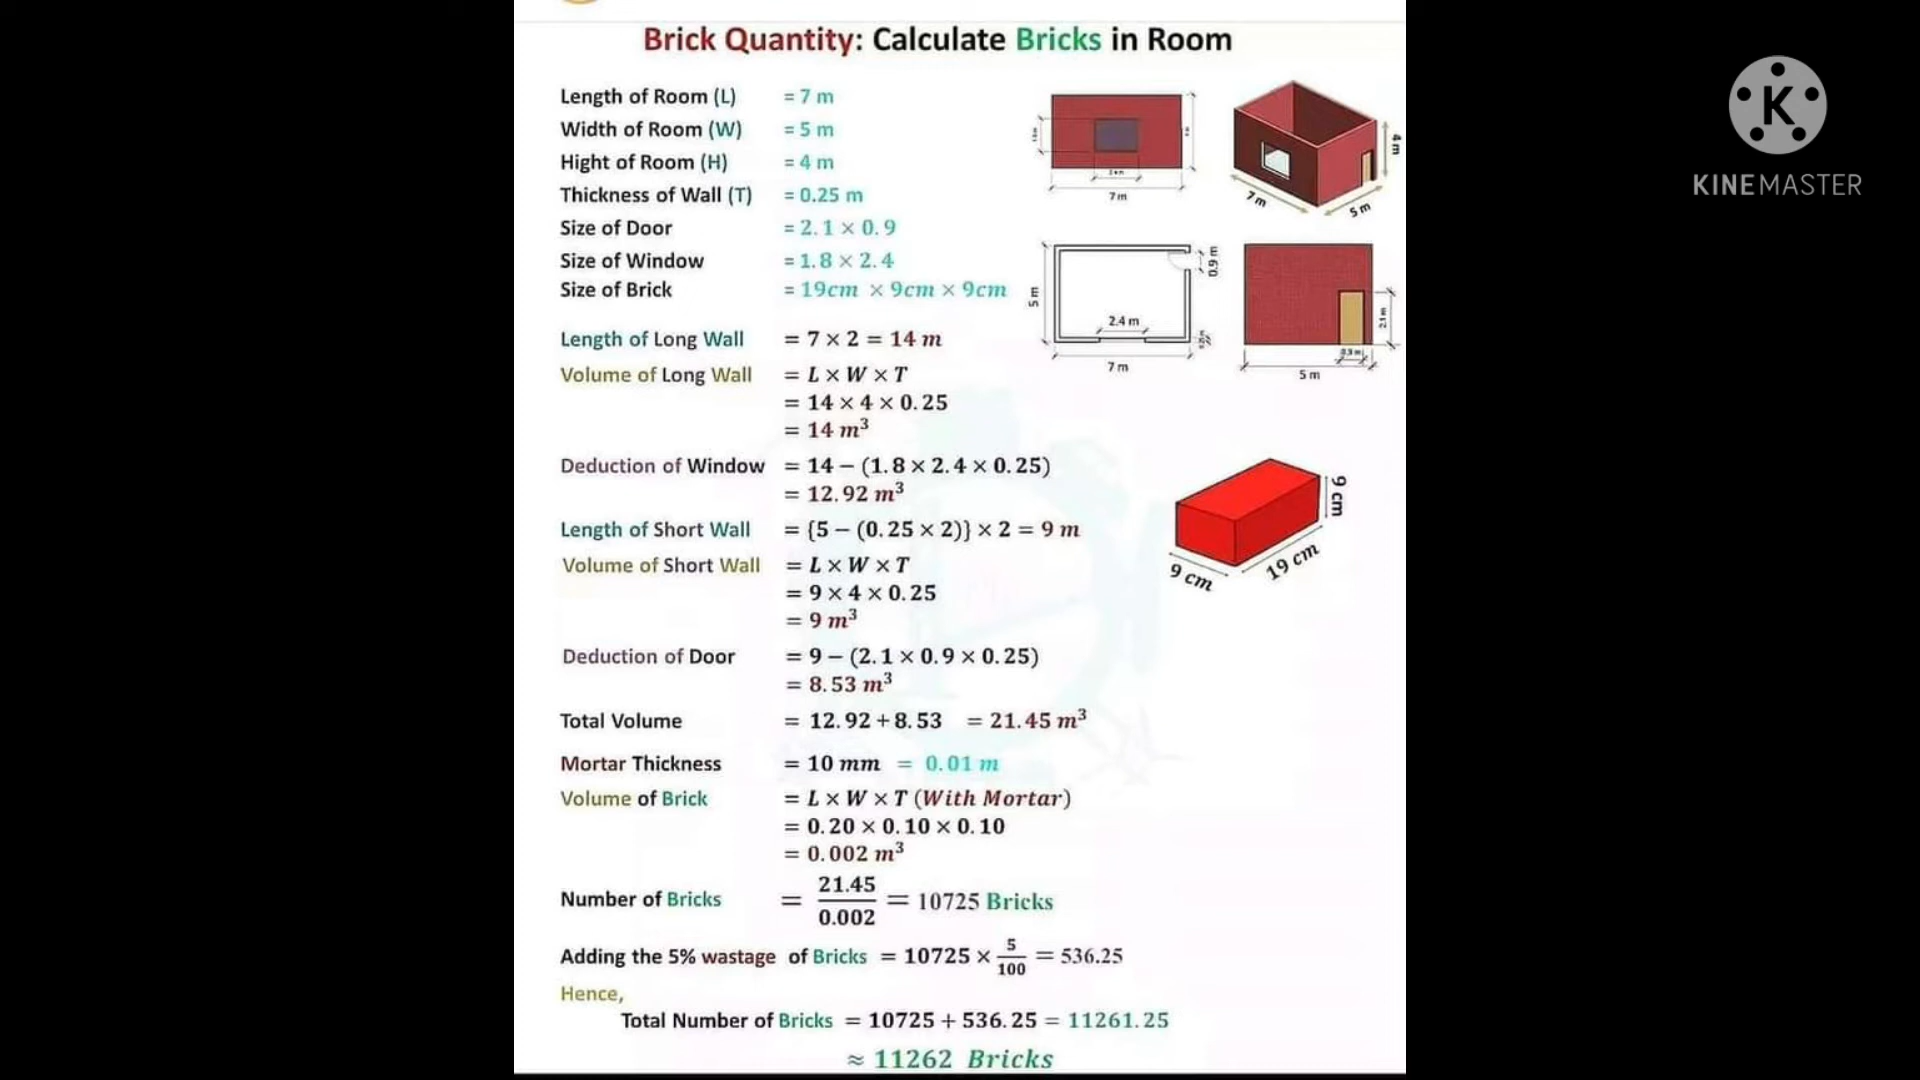 Brick Quantity: Calculate Bricks in Room
Length of Room (L) = 7 m
Width of Room (W) = 5 m
Hight of Room (H) = 4 m
Thickness of Wall (T) = 0.25 m
Size of Door = 2.1 × 0.9
Size of Window = 1.8 × 2.4
Size of Brick = 19cm × 9cm × 9cm
7 m
4 m
7 m
5 m
5 m
0.9 m
2.4 m
7 m
2.1 m
0.9 m
5 m
Length of Long Wall = 7 × 2 = 14 m
Volume of Long Wall = L × W × T
= 14 × 4 × 0.25
= 14 m³
Deduction of Window = 14 – (1.8 × 2.4 × 0.25)
= 12.92 m³
Length of Short Wall = {5 – (0.25 × 2)} × 2 = 9 m
Volume of Short Wall = L × W × T
= 9 × 4 × 0.25
= 9 m³
9 cm
19 cm
9 cm
Deduction of Door = 9 – (2.1 × 0.9 × 0.25)
= 8.53 m³
Total Volume = 12.92 + 8.53 = 21.45 m³
Mortar Thickness = 10 mm = 0.01 m
Volume of Brick = L × W × T (With Mortar)
= 0.20 × 0.10 × 0.10
= 0.002 m³
Number of Bricks = 21.45 / 0.002 = 10725 Bricks
Adding the 5% wastage of Bricks = 10725 × 5/100 = 536.25
Hence,
Total Number of Bricks = 10725 + 536.25 = 11261.25
≈ 11262 Bricks
K
KINEMASTER